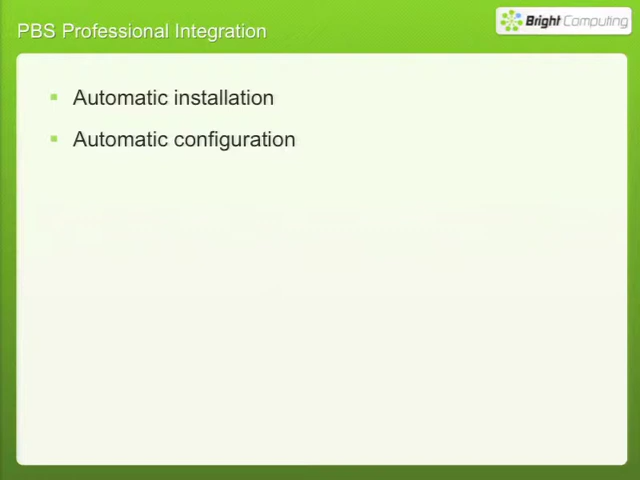 PBS Professional Integration
Bright Computing
Automatic installation
Automatic configuration